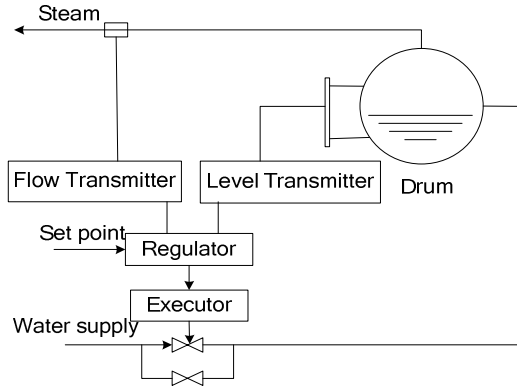 Steam
Flow Transmitter
Level Transmitter
Drum
Set point
Regulator
Executor
Water supply